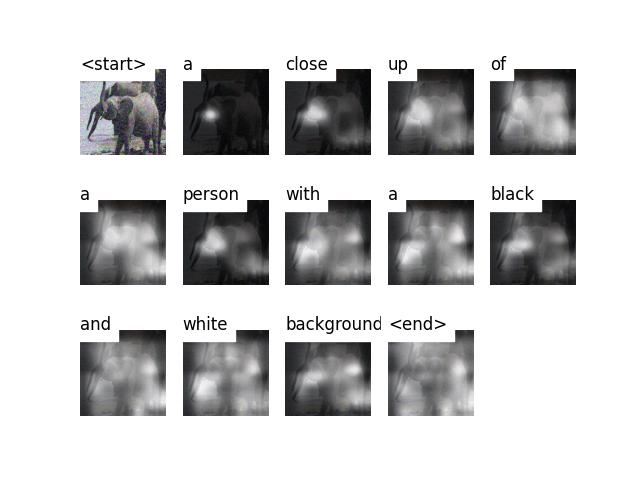 <start> a close up of
a person with a black
and white background <end>